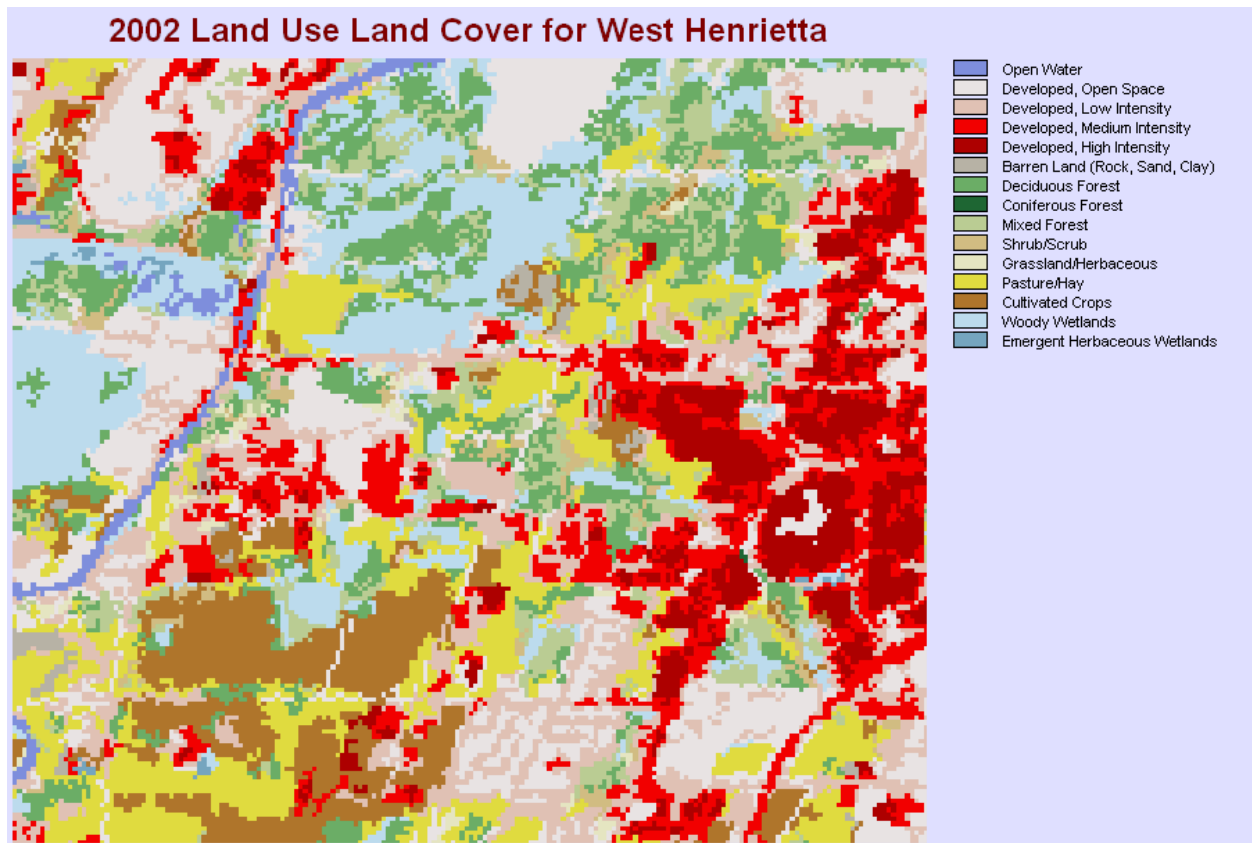 2002 Land Use Land Cover for West Henrietta
Open Water
Developed, Open Space
Developed, Low Intensity
Developed, Medium Intensity
Developed, High Intensity
Barren Land (Rock, Sand, Clay)
Deciduous Forest
Coniferous Forest
Mixed Forest
Shrub/Scrub
Grassland/Herbaceous
Pasture/Hay
Cultivated Crops
Woody Wetlands
Emergent Herbaceous Wetlands